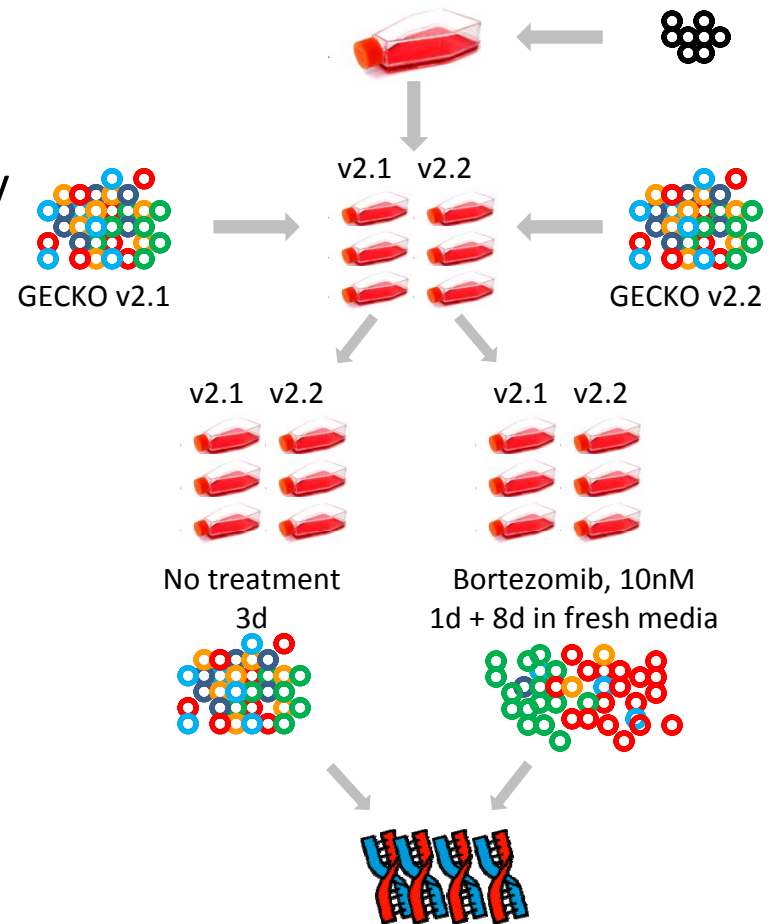 v2.1 v2.2
y
GECKO v2.1
GECKO v2.2
v2.1 v2.2
v2.1 v2.2
No treatment
3d
Bortezomib, 10nM
1d + 8d in fresh media